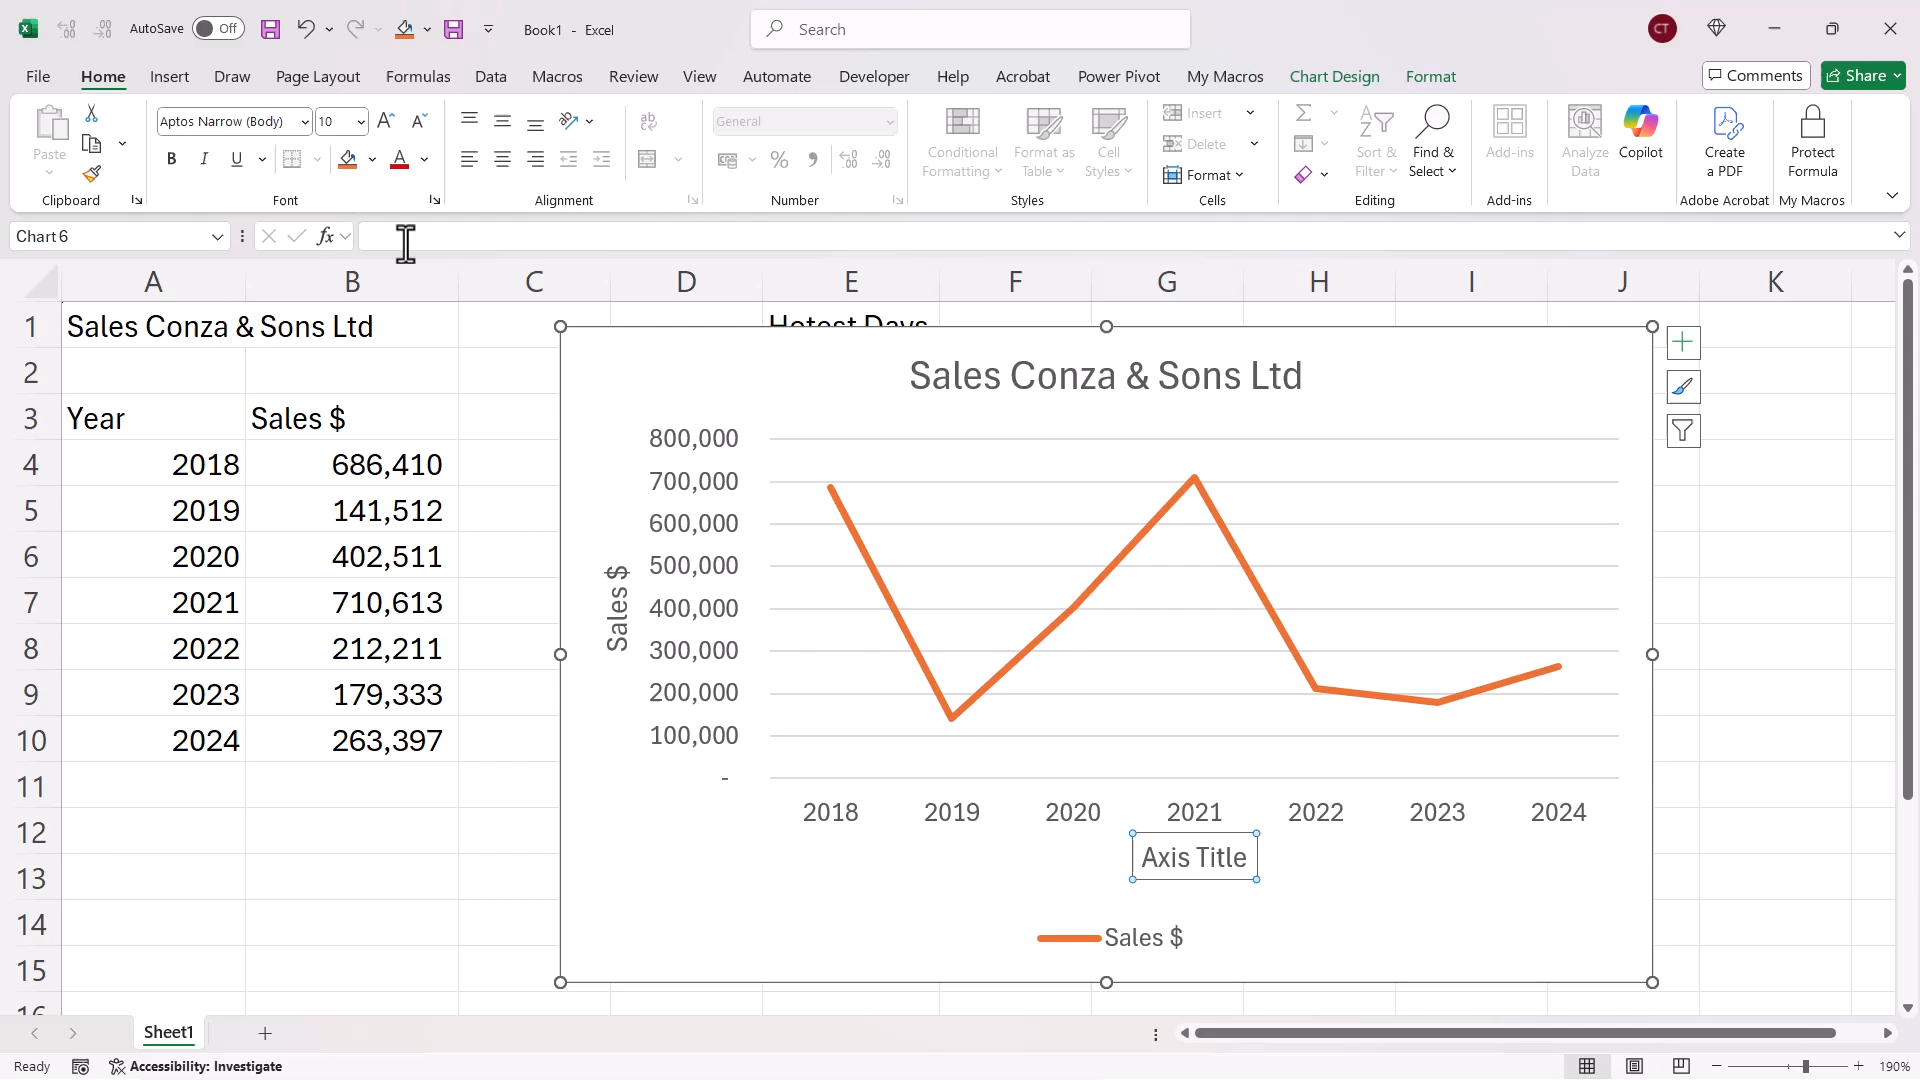 AutoSave Off Book1 - Excel Search CT
File Home Insert Draw Page Layout Formulas Data Macros Review View Automate Developer Help Acrobat Power Pivot My Macros Chart Design Format Comments Share
Paste
Clipboard
Aptos Narrow (Body) 10
B I U A
Font
Alignment
General
Number
Conditional Formatting
Format as Table
Cell Styles
Styles
Insert
Delete
Format
Cells
Sort & Filter
Find & Select
Editing
Add-ins
Add-ins
Analyze Data
Copilot
Create a PDF
Adobe Acrobat
Protect Formula
My Macros
Chart 6 fx
A B C D E F G H I J K
1 Sales Conza & Sons Ltd Hotest Days
2
3 Year Sales $
4 2018 686,410
5 2019 141,512
6 2020 402,511
7 2021 710,613
8 2022 212,211
9 2023 179,333
10 2024 263,397
11
12
13
14
15
16
Sales Conza & Sons Ltd
800,000
700,000
600,000
500,000
400,000
300,000
200,000
100,000
-
Sales $
2018 2019 2020 2021 2022 2023 2024
Axis Title
Sales $
Sheet1
Ready Accessibility: Investigate 190%